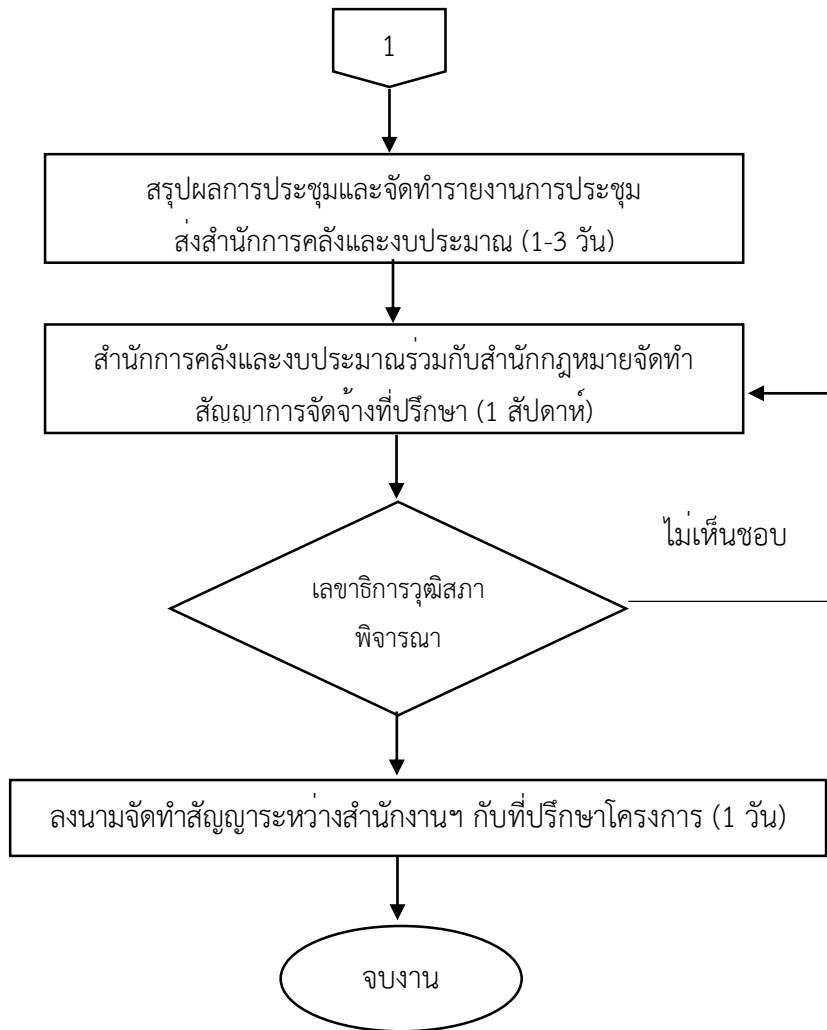 1
สรุปผลการประชุมและจัดทำรายงานการประชุม
ส่งสำนักการคลังและงบประมาณ (1-3 วัน)
สำนักการคลังและงบประมาณร่วมกับสำนักกฎหมายจัดทำ
สัญญาการจัดจ้างที่ปรึกษา (1 สัปดาห์)
ไม่เห็นชอบ
เลขาธิการวุฒิสภา
พิจารณา
ลงนามจัดทำสัญญาระหว่างสำนักงานฯ กับที่ปรึกษาโครงการ (1 วัน)
จบงาน